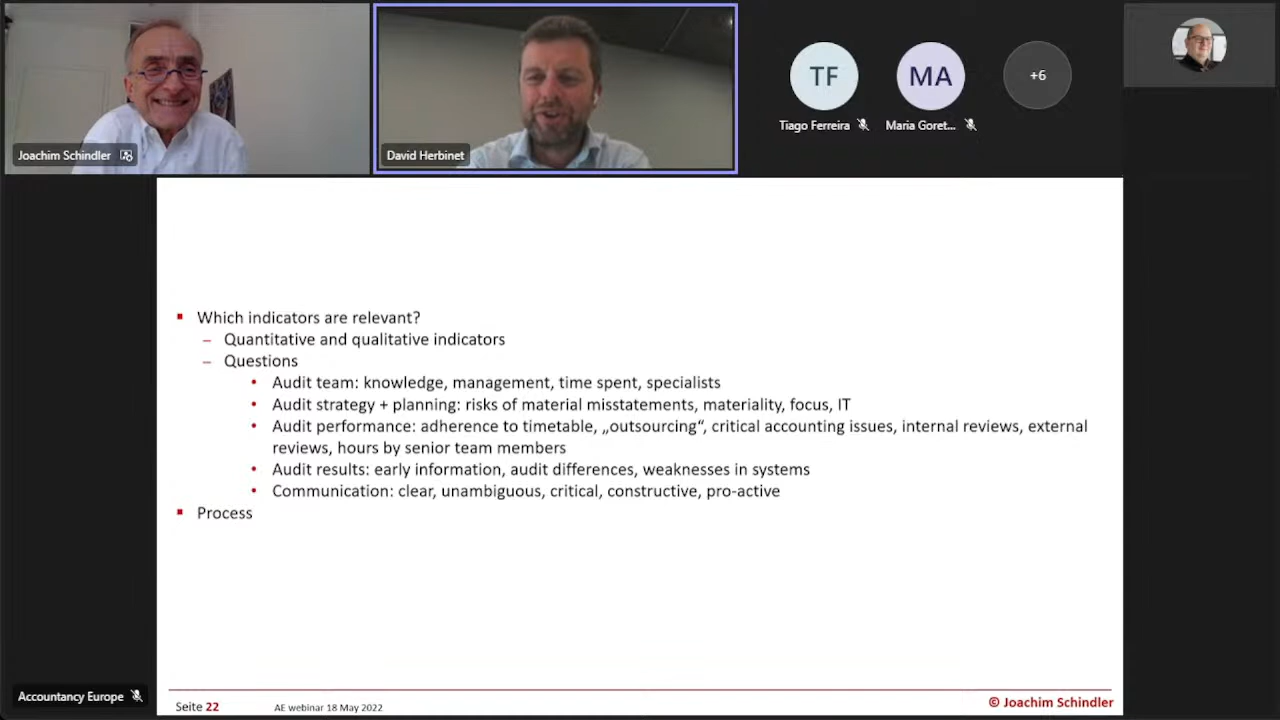 TF
MA
+6
Tiago Ferreira
Maria Goret...
Joachim Schindler
David Herbinet
Which indicators are relevant?
– Quantitative and qualitative indicators
– Questions
• Audit team: knowledge, management, time spent, specialists
• Audit strategy + planning: risks of material misstatements, materiality, focus, IT
• Audit performance: adherence to timetable, „outsourcing“, critical accounting issues, internal reviews, external
reviews, hours by senior team members
• Audit results: early information, audit differences, weaknesses in systems
• Communication: clear, unambiguous, critical, constructive, pro-active
Process
Accountancy Europe
Seite 22
AE webinar 18 May 2022
© Joachim Schindler